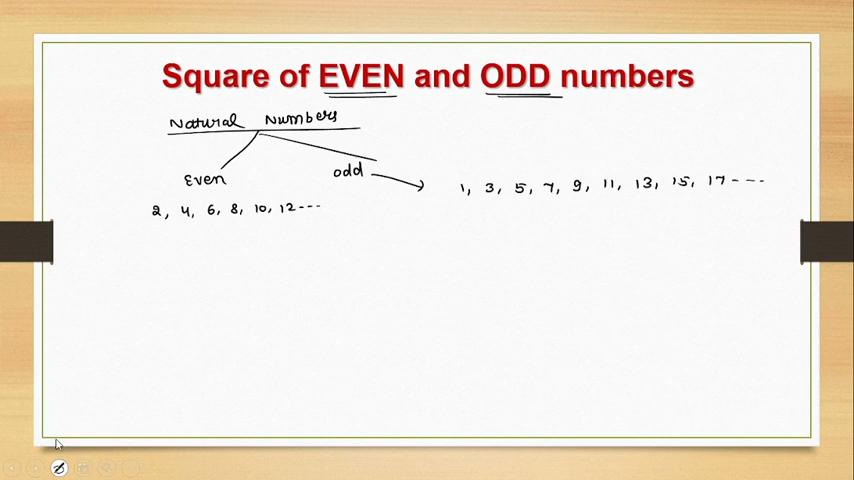 Square of EVEN and ODD numbers
Natural Numbers
Even
odd
2, 4, 6, 8, 10, 12---
1, 3, 5, 7, 9, 11, 13, 15, 17----